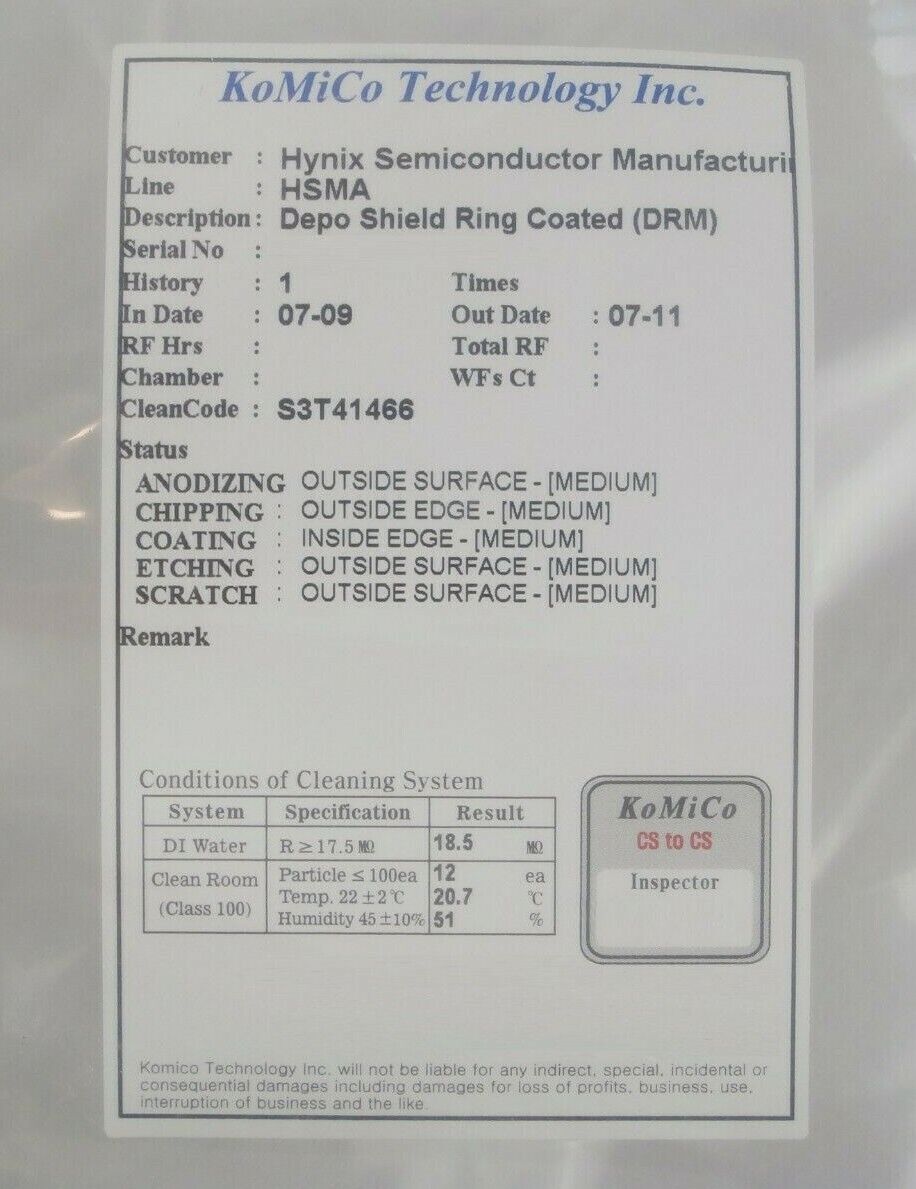 KoMiCo Technology Inc.
Customer : Hynix Semiconductor Manufacturin
Line : HSMA
Description : Depo Shield Ring Coated (DRM)
Serial No :
History : 1 Times
In Date : 07-09 Out Date : 07-11
RF Hrs : Total RF :
Chamber : WFs Ct :
CleanCode : S3T41466
Status
ANODIZING OUTSIDE SURFACE - [MEDIUM]
CHIPPING : OUTSIDE EDGE - [MEDIUM]
COATING : INSIDE EDGE - [MEDIUM]
ETCHING : OUTSIDE SURFACE - [MEDIUM]
SCRATCH : OUTSIDE SURFACE - [MEDIUM]
Remark
Conditions of Cleaning System
System Specification Result
DI Water R ≥ 17.5 MΩ 18.5 MΩ
Clean Room Particle ≤ 100ea 12 ea
(Class 100) Temp. 22 ± 2 ℃ 20.7 ℃
Humidity 45 ± 10% 51 %
KoMiCo
CS to CS
Inspector
Komico Technology Inc. will not be liable for any indirect, special, incidental or
consequential damages including damages for loss of profits, business, use,
interruption of business and the like.